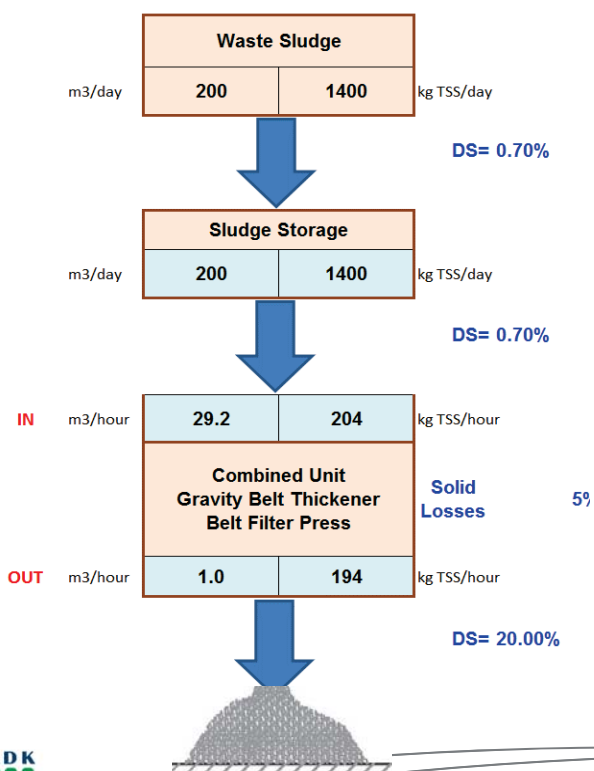 Waste Sludge
m3/day 200 1400 kg TSS/day
DS= 0.70%
Sludge Storage
m3/day 200 1400 kg TSS/day
DS= 0.70%
IN m3/hour 29.2 204 kg TSS/hour
Combined Unit
Gravity Belt Thickener
Belt Filter Press
Solid
Losses
5%
OUT m3/hour 1.0 194 kg TSS/hour
DS= 20.00%
DK